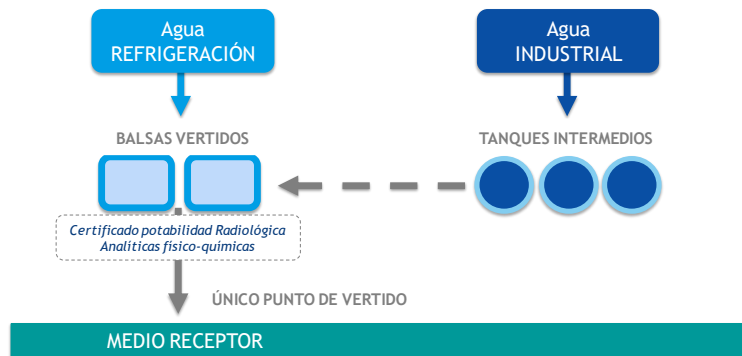 Agua
REFRIGERACIÓN
Agua
INDUSTRIAL
BALSAS VERTIDOS
TANQUES INTERMEDIOS
Certificado potabilidad Radiológica
Analíticas físico-químicas
ÚNICO PUNTO DE VERTIDO
MEDIO RECEPTOR